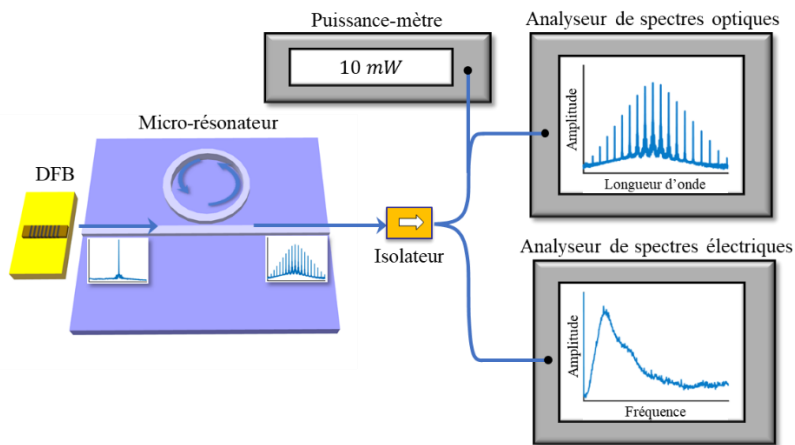 Puissance-mètre
10 mW
Analyseur de spectres optiques
Amplitude
Longueur d'onde
Micro-résonateur
DFB
Isolateur
Analyseur de spectres électriques
Amplitude
Fréquence